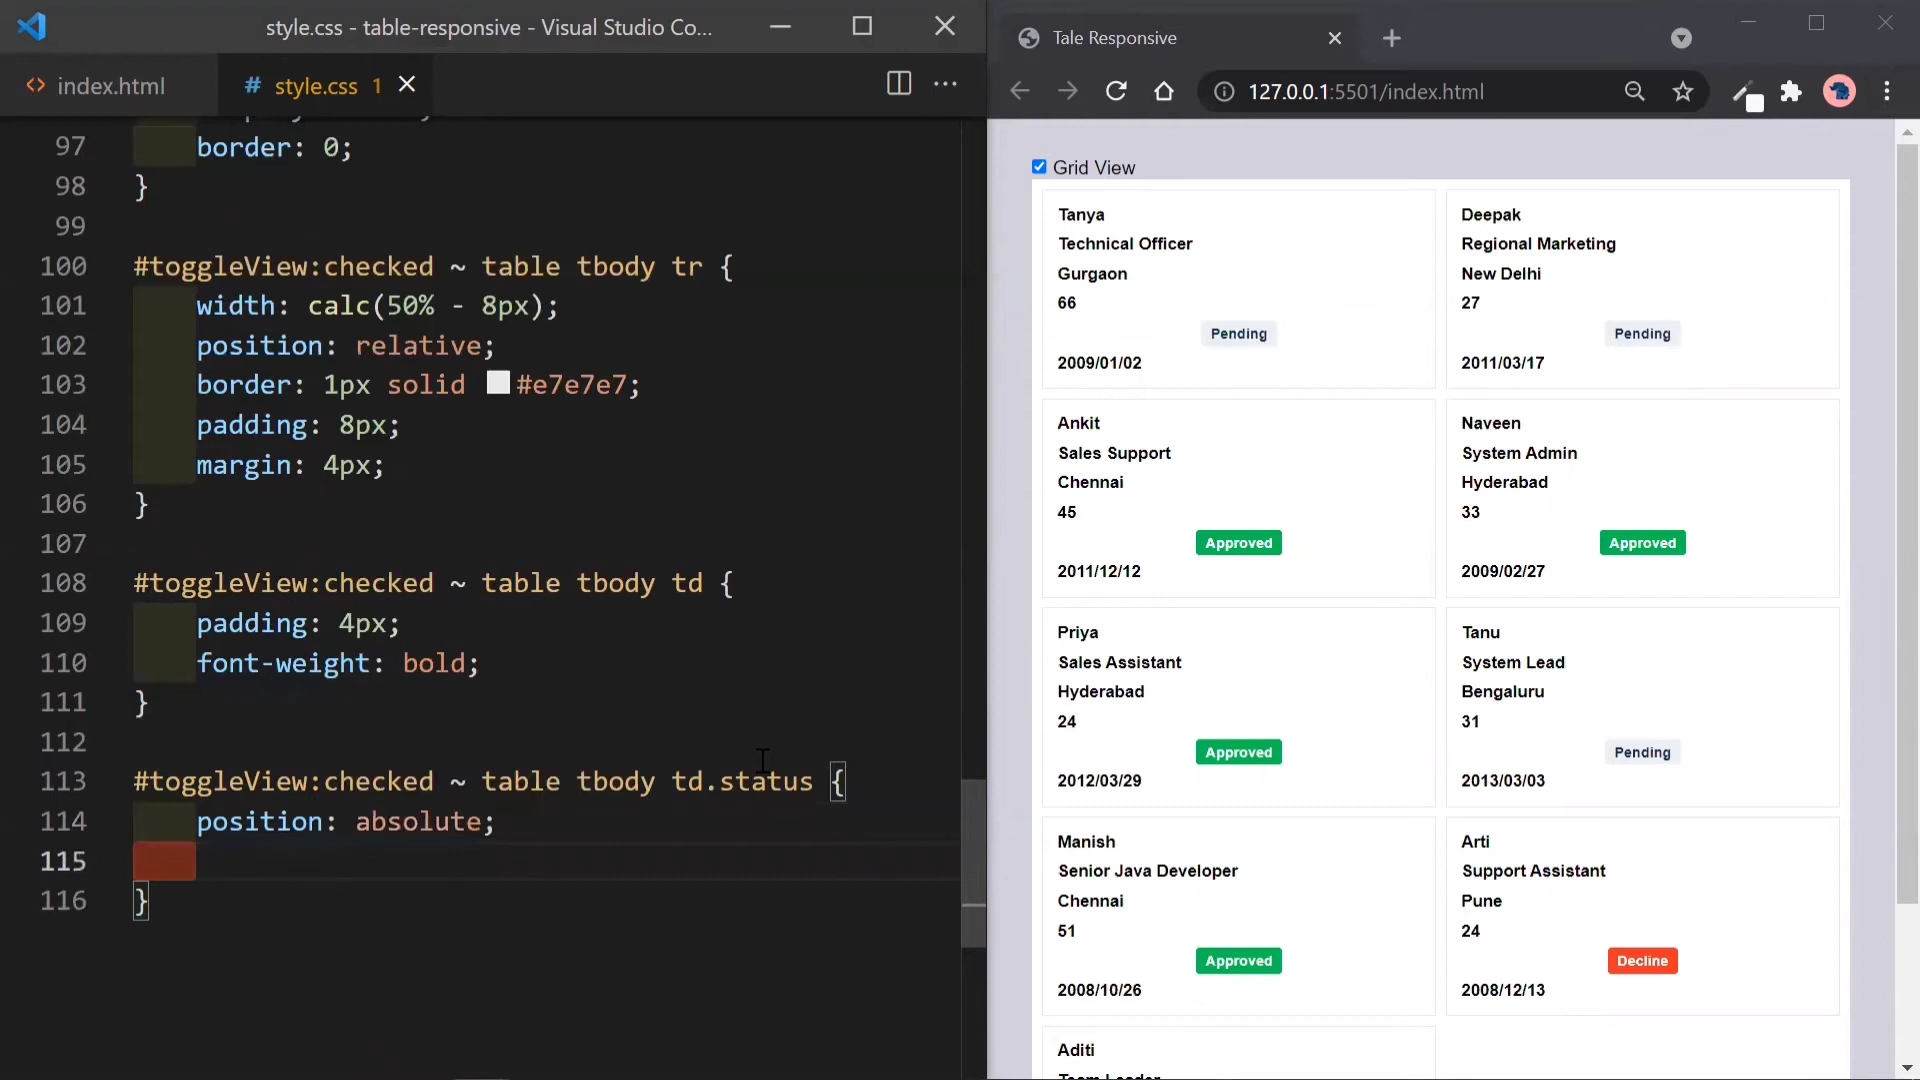 style.css - table-responsive - Visual Studio Co...
index.html
# style.css 1
97 border: 0;
98 }
99
100 #toggleView:checked ~ table tbody tr {
101 width: calc(50% - 8px);
102 position: relative;
103 border: 1px solid #e7e7e7;
104 padding: 8px;
105 margin: 4px;
106 }
107
108 #toggleView:checked ~ table tbody td {
109 padding: 4px;
110 font-weight: bold;
111 }
112
113 #toggleView:checked ~ table tbody td.status {
114 position: absolute;
115
116 }
Tale Responsive
127.0.0.1:5501/index.html
Grid View
Tanya
Technical Officer
Gurgaon
66
Pending
2009/01/02
Deepak
Regional Marketing
New Delhi
27
Pending
2011/03/17
Ankit
Sales Support
Chennai
45
Approved
2011/12/12
Naveen
System Admin
Hyderabad
33
Approved
2009/02/27
Priya
Sales Assistant
Hyderabad
24
Approved
2012/03/29
Tanu
System Lead
Bengaluru
31
Pending
2013/03/03
Manish
Senior Java Developer
Chennai
51
Approved
2008/10/26
Arti
Support Assistant
Pune
24
Decline
2008/12/13
Aditi
Team Leader